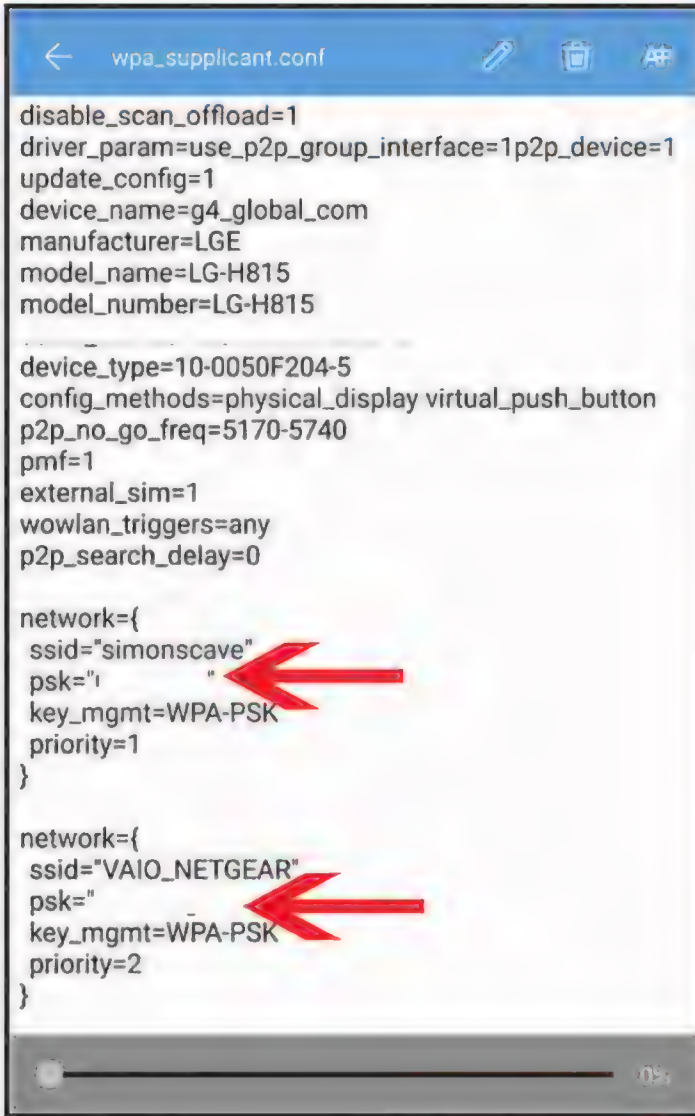 wpa_supplicant.conf
disable_scan_offload=1
driver_param=use_p2p_group_interface=1p2p_device=1
update_config=1
device_name=g4_global_com
manufacturer=LGE
model_name=LG-H815
model_number=LG-H815
device_type=10-0050F204-5
config_methods=physical_display virtual_push_button
p2p_no_go_freq=5170-5740
pmf=1
external_sim=1
wowlan_triggers=any
p2p_search_delay=0
network={
ssid="simonscave"
psk=" "
key_mgmt=WPA-PSK
priority=1
}
network={
ssid="VAIO_NETGEAR"
psk="
key_mgmt=WPA-PSK
priority=2
}
0%